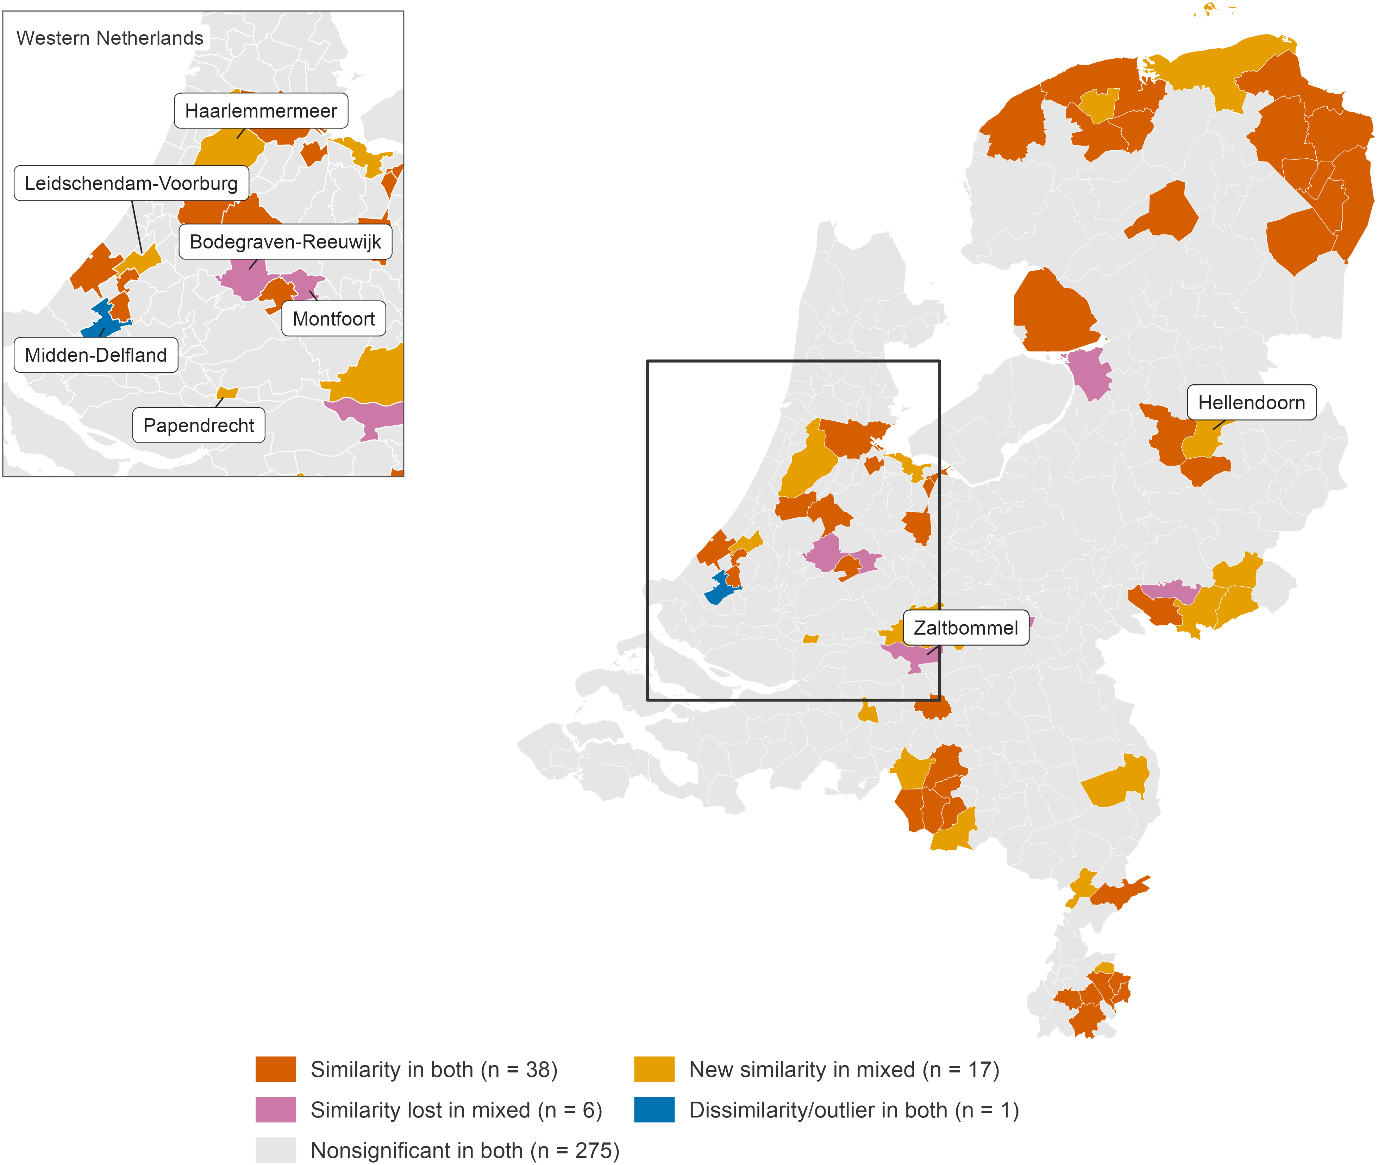 Western Netherlands
Haarlemmermeer
Leidschendam-Voorburg
Bodegraven-Reeuwijk
Montfoort
Midden-Delfland
Papendrecht
Hellendoorn
Zaltbommel
Similarity in both (n = 38)
New similarity in mixed (n = 17)
Similarity lost in mixed (n = 6)
Dissimilarity/outlier in both (n = 1)
Nonsignificant in both (n = 275)